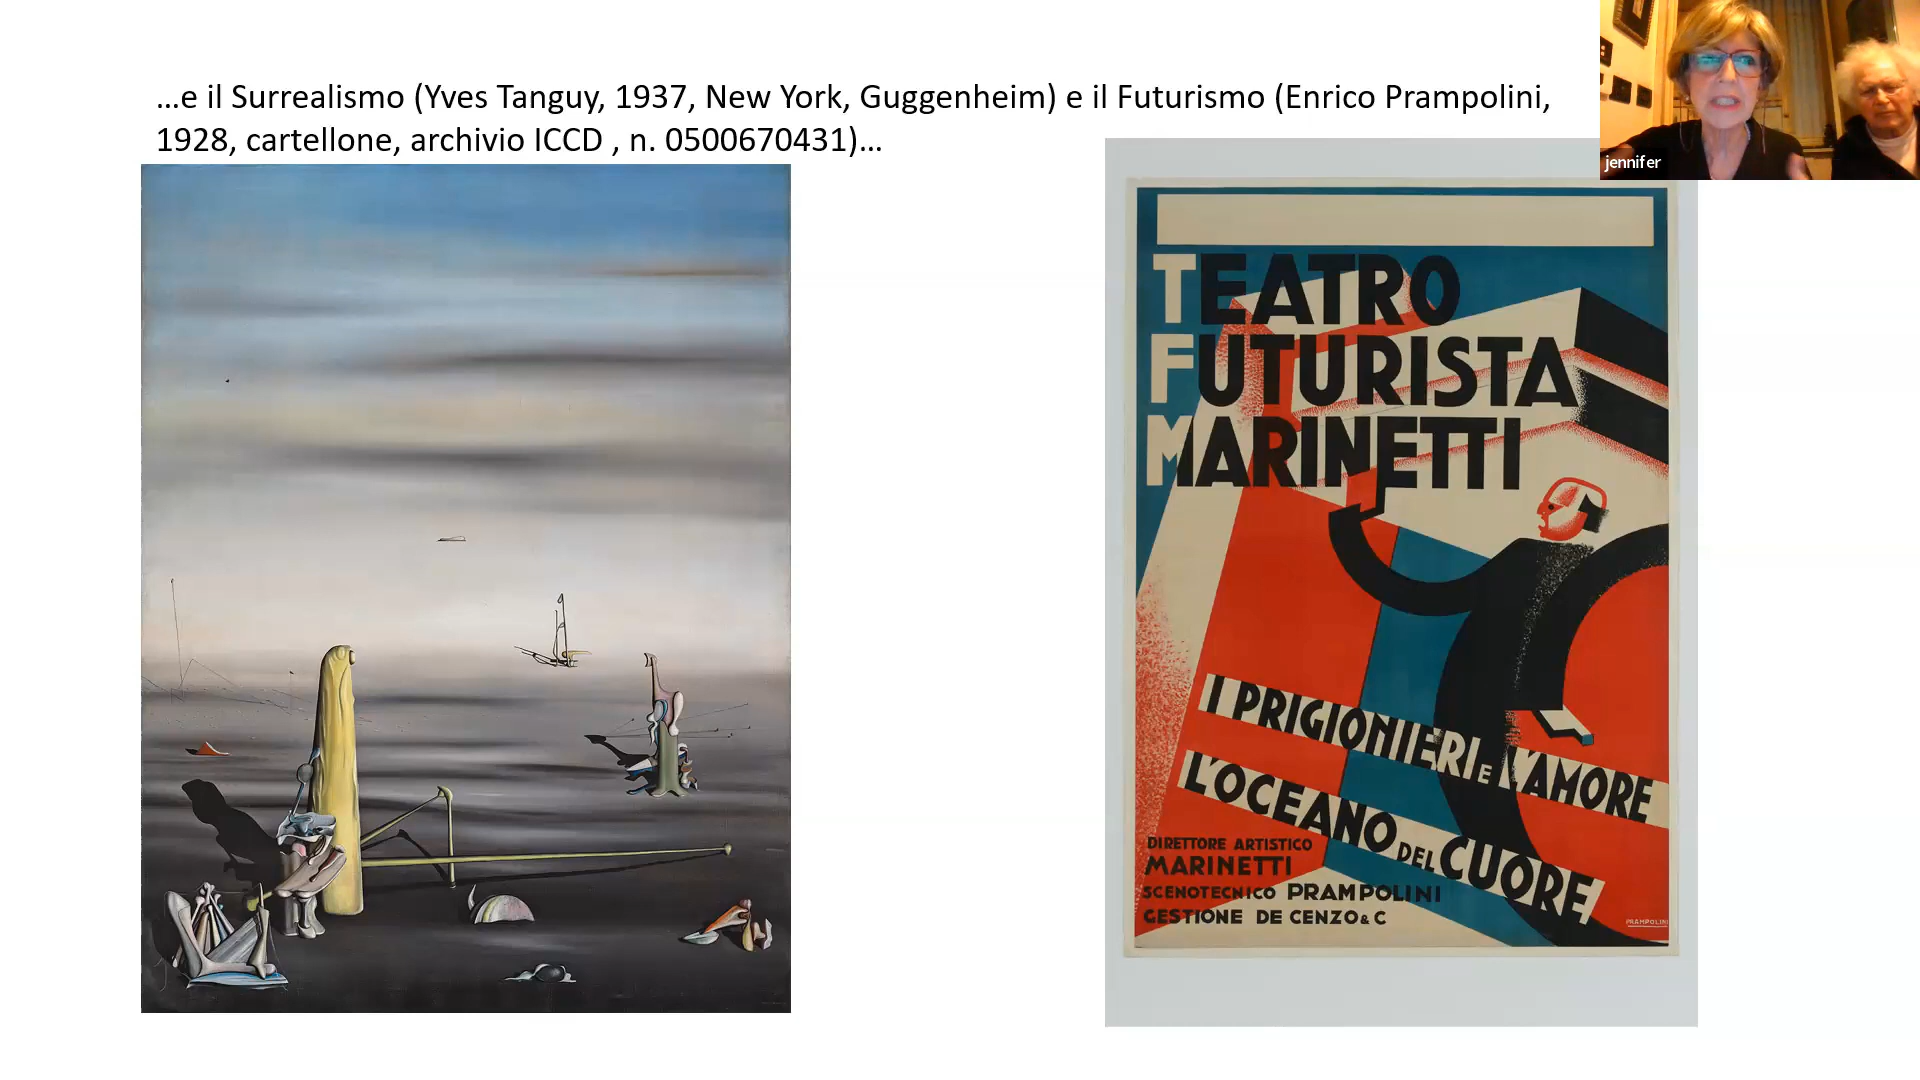 ...e il Surrealismo (Yves Tanguy, 1937, New York, Guggenheim) e il Futurismo (Enrico Prampolini,
1928, cartellone, archivio ICCD , n. 0500670431)...
jennifer
TEATRO
FUTURISTA
MARINETTI
I PRIGIONIERI E L'AMORE
L'OCEANO DEL CUORE
DIRETTORE ARTISTICO
MARINETTI
SCENOTECNICO PRAMPOLINI
GESTIONE DE CENZO & C
PRAMPOLINI